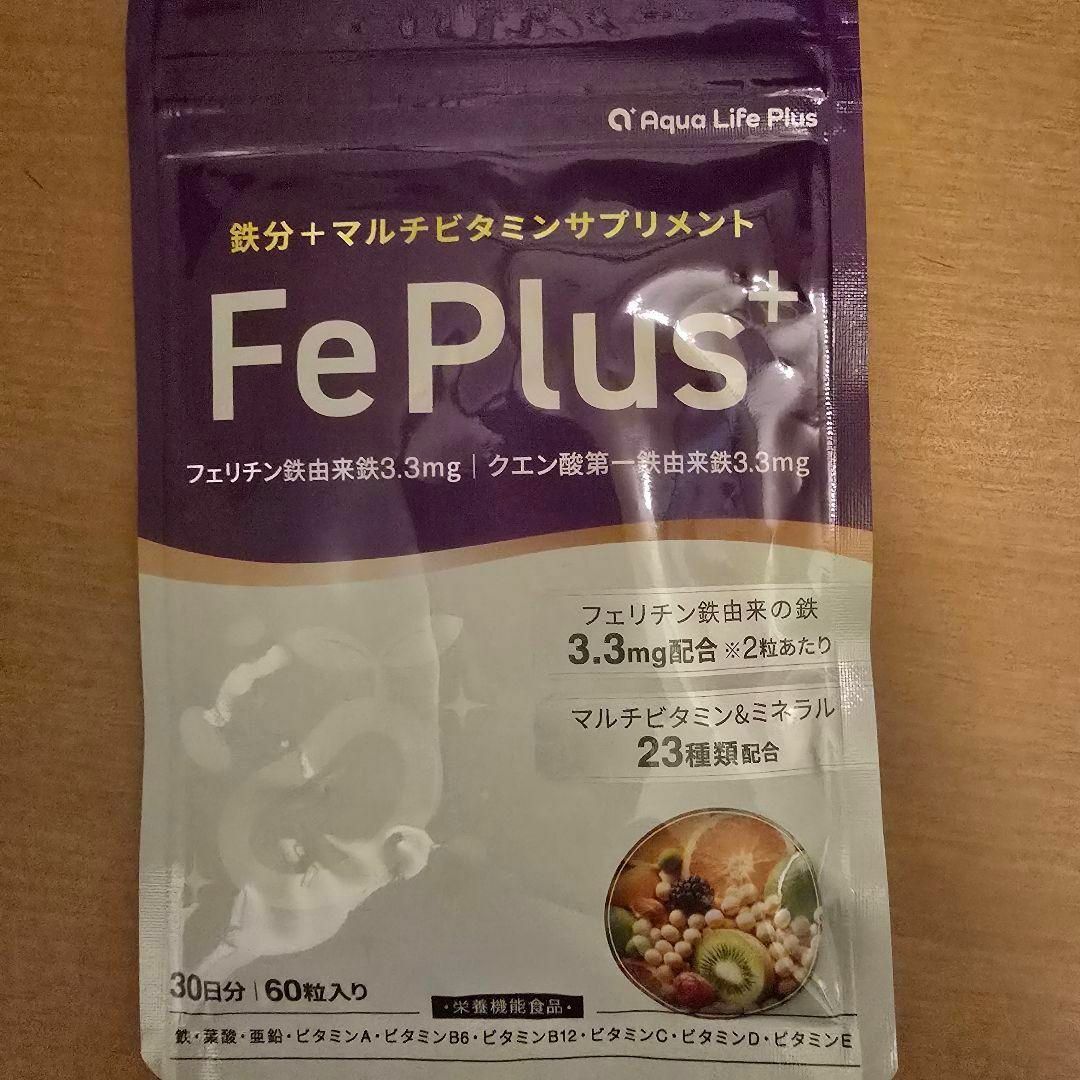 Aqua Life Plus
鉄分+マルチビタミンサプリメント
Fe Plus+
フェリチン鉄由来鉄3.3mg | クエン酸第一鉄由来鉄3.3mg
フェリチン鉄由来の鉄
3.3mg配合 ※2粒あたり
マルチビタミン&ミネラル
23種類配合
30日分 | 60粒入り
・栄養機能食品・
鉄・葉酸・亜鉛・ビタミンA・ビタミンB6・ビタミンB12・ビタミンC・ビタミンD・ビタミンE